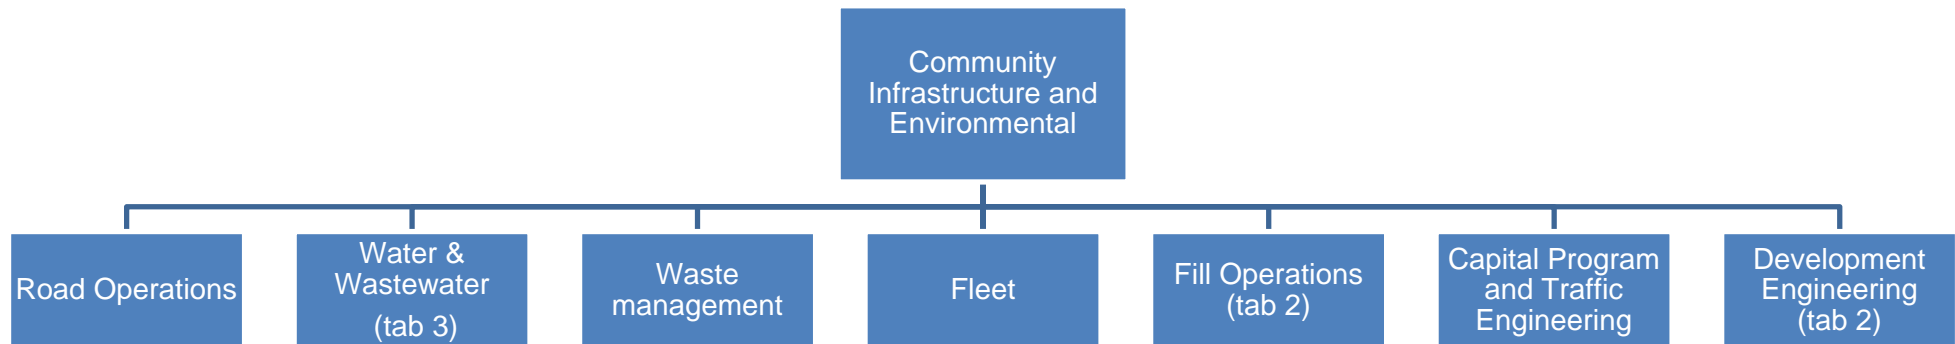 Community
Infrastructure and
Environmental
Road Operations
Water &
Wastewater
(tab 3)
Waste
management
Fleet
Fill Operations
(tab 2)
Capital Program
and Traffic
Engineering
Development
Engineering
(tab 2)